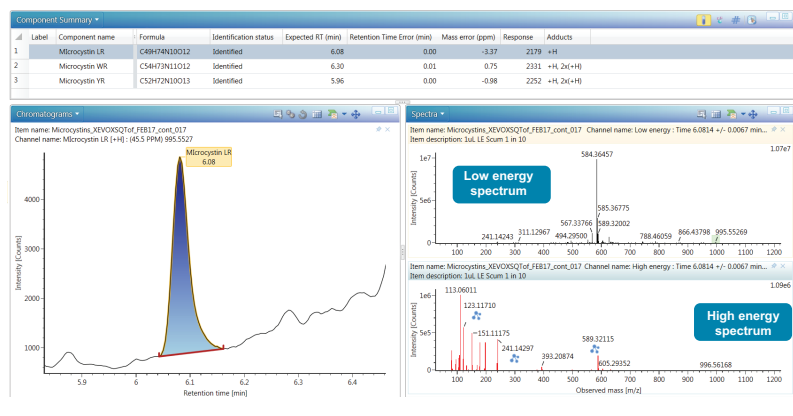 Component Summary
Label Component name Formula Identification status Expected RT (min) Retention Time Error (min) Mass error (ppm) Response Adducts
1 MIcrocystin LR C49H74N10O12 Identified 6.08 0.00 -3.37 2179 +H
2 Microcystin WR C54H73N11O12 Identified 6.30 0.01 0.75 2331 +H, 2x(+H)
3 Microcystin YR C52H72N10O13 Identified 5.96 0.00 -0.98 2252 +H, 2x(+H)
Chromatograms
Item name: Microcystins_XEVOXSQTof_FEB17_cont_017
Channel name: MIcrocystin LR [+H] : (45.5 PPM) 995.5527
MIcrocystin LR
6.08
Intensity [Counts]
4000
3000
2000
1000
5.9 6 6.1 6.2 6.3 6.4
Retention time [min]
Spectra
Item name: Microcystins_XEVOXSQTof_FEB17_cont_017 Channel name: Low energy : Time 6.0814 +/- 0.0067 min...
Item description: 1uL LE Scum 1 in 10
1.07e7
Low energy
spectrum
Intensity [Counts]
1e7
5e6
0
584.36457
585.36775
567.33766
589.32002
241.14243 311.12967 494.29500 788.46059 866.43798 995.55269
100 200 300 400 500 600 700 800 900 1000 1100 1200
Item name: Microcystins_XEVOXSQTof_FEB17_cont_017 Channel name: High energy : Time 6.0814 +/- 0.0067 min...
Item description: 1uL LE Scum 1 in 10
1.09e6
High energy
spectrum
Intensity [Counts]
1e6
5e5
0
113.06011
123.11710
151.11175
241.14297
393.20874
589.32115
605.29352
996.56168
100 200 300 400 500 600 700 800 900 1000 1100 1200
Observed mass [m/z]